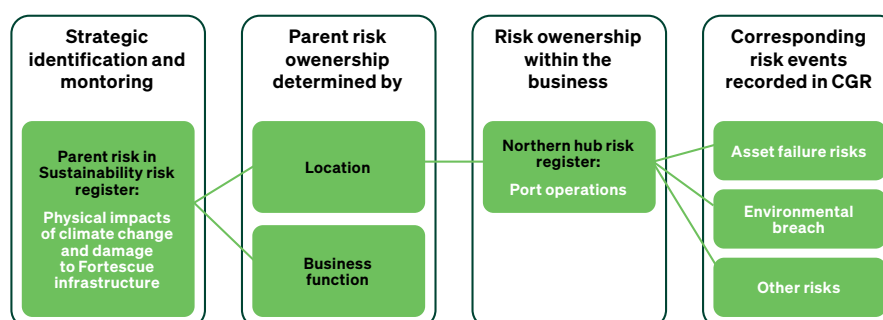 Strategic
identification and
montoring
Parent risk in
Sustainability risk
register:
Physical impacts
of climate change
and damage
to Fortescue
infrastructure
Parent risk
owenership
determined by
Location
Business
function
Risk owenership
within the
business
Northern hub risk
register:
Port operations
Corresponding
risk events
recorded in CGR
Asset failure risks
Environmental
breach
Other risks